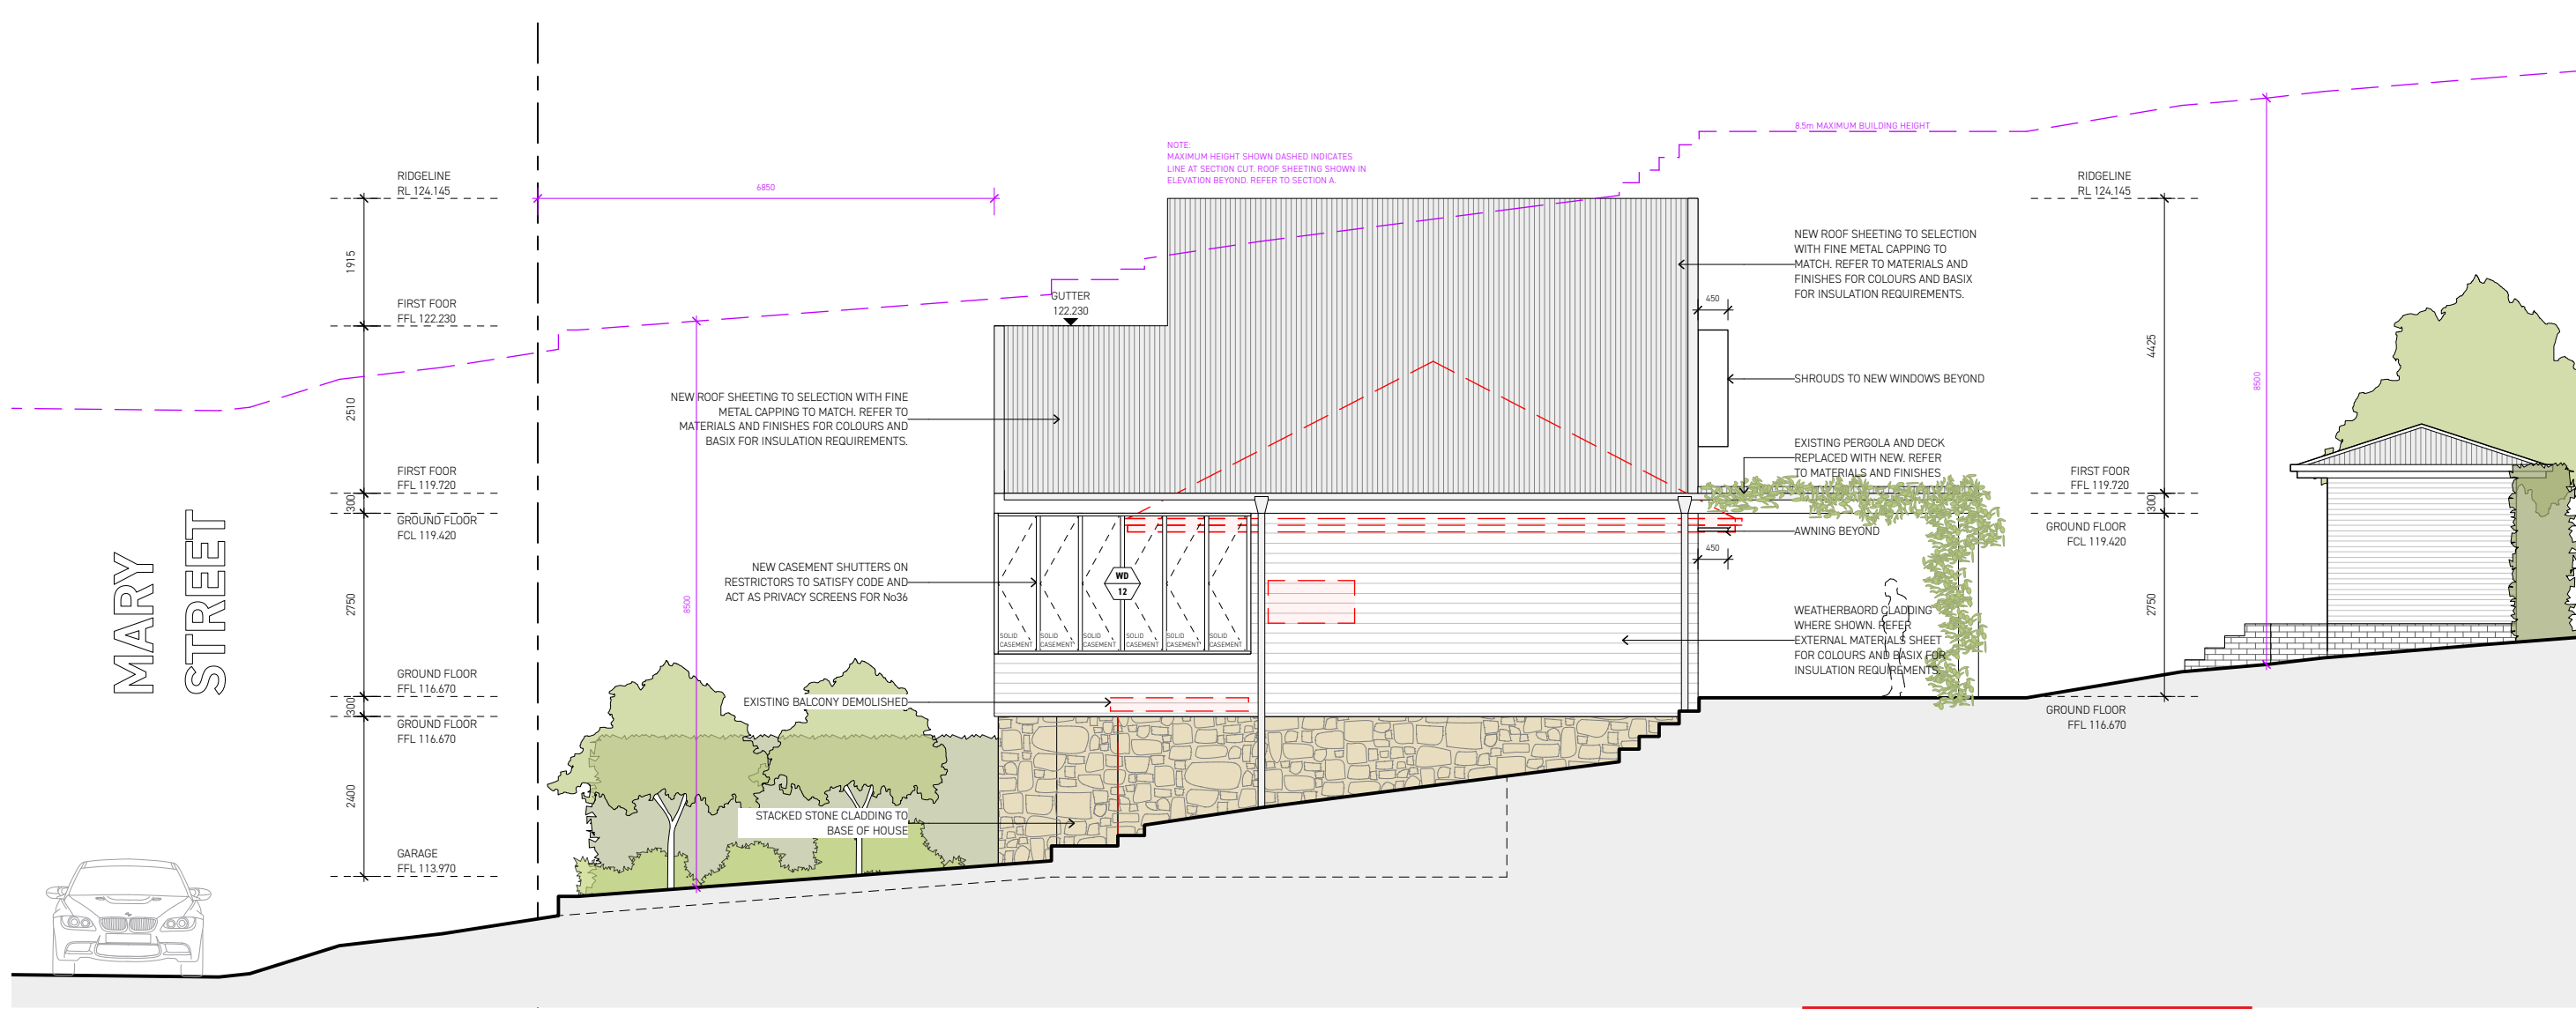 MARY
STREET
RIDGELINE
RL 124.145
1915
FIRST FOOR
FFL 122.230
2510
FIRST FOOR
FFL 119.720
300
GROUND FLOOR
FCL 119.420
2750
GROUND FLOOR
FFL 116.670
300
GROUND FLOOR
FFL 116.670
2400
GARAGE
FFL 113.970
6850
8500
NOTE:
MAXIMUM HEIGHT SHOWN DASHED INDICATES
LINE AT SECTION CUT. ROOF SHEETING SHOWN IN
ELEVATION BEYOND. REFER TO SECTION A.
GUTTER
122.230
NEW ROOF SHEETING TO SELECTION WITH FINE
METAL CAPPING TO MATCH. REFER TO
MATERIALS AND FINISHES FOR COLOURS AND
BASIX FOR INSULATION REQUIREMENTS.
NEW CASEMENT SHUTTERS ON
RESTRICTORS TO SATISFY CODE AND
ACT AS PRIVACY SCREENS FOR No36
WD
12
SOLID
CASEMENT
SOLID
CASEMENT
SOLID
CASEMENT
SOLID
CASEMENT
SOLID
CASEMENT
SOLID
CASEMENT
EXISTING BALCONY DEMOLISHED
STACKED STONE CLADDING TO
BASE OF HOUSE
8.5m MAXIMUM BUILDING HEIGHT
NEW ROOF SHEETING TO SELECTION
WITH FINE METAL CAPPING TO
MATCH. REFER TO MATERIALS AND
FINISHES FOR COLOURS AND BASIX
FOR INSULATION REQUIREMENTS.
450
SHROUDS TO NEW WINDOWS BEYOND
EXISTING PERGOLA AND DECK
REPLACED WITH NEW. REFER
TO MATERIALS AND FINISHES
AWNING BEYOND
450
WEATHERBAORD CLADDING
WHERE SHOWN. REFER
EXTERNAL MATERIALS SHEET
FOR COLOURS AND BASIX FOR
INSULATION REQUIREMENTS.
RIDGELINE
RL 124.145
4425
FIRST FOOR
FFL 119.720
300
GROUND FLOOR
FCL 119.420
2750
GROUND FLOOR
FFL 116.670
8500